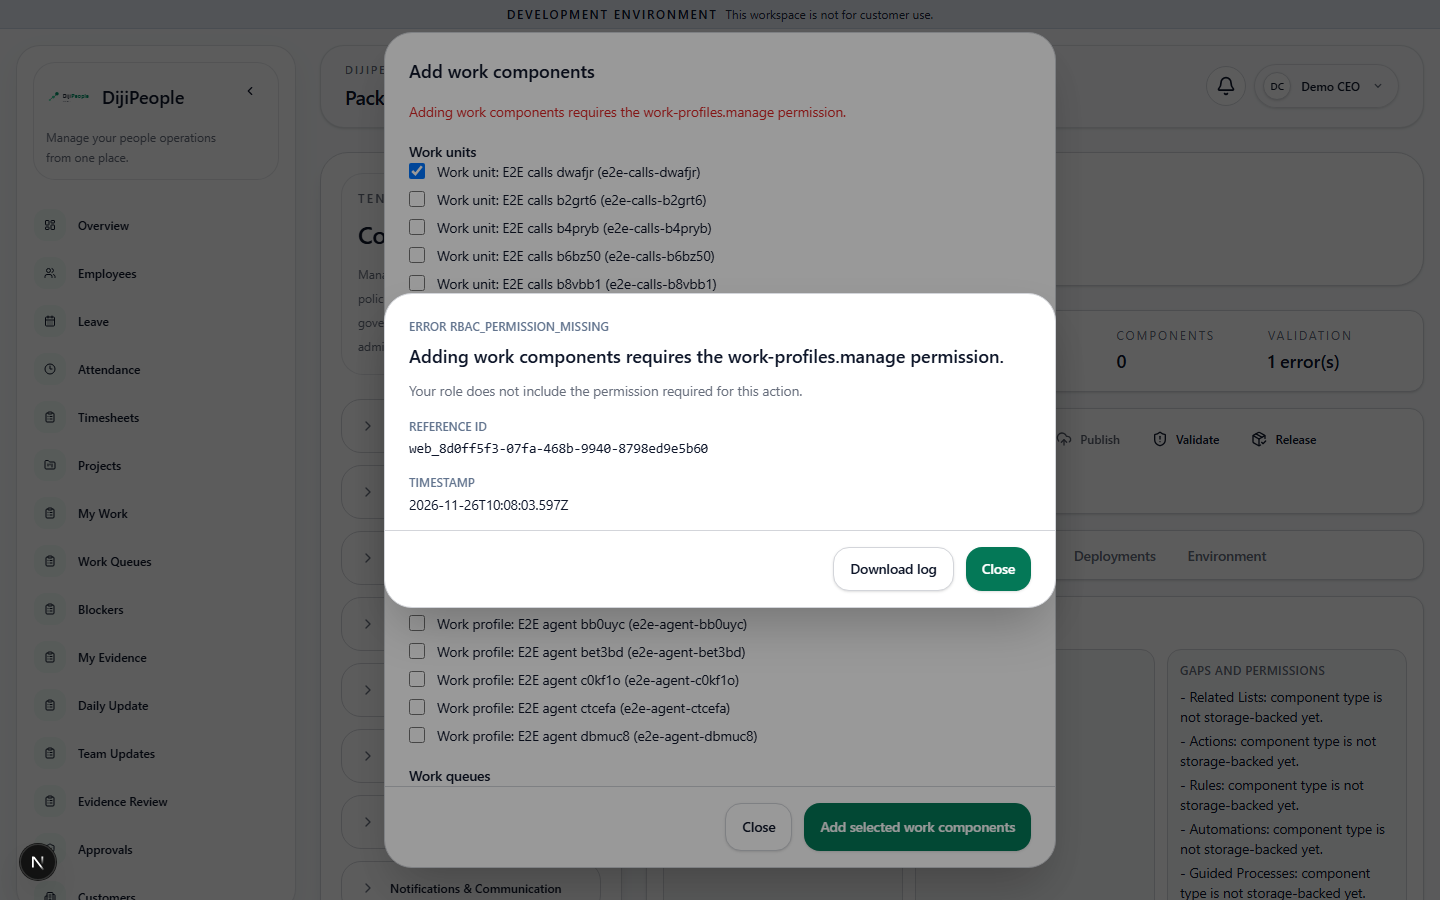 DEVELOPMENT ENVIRONMENT This workspace is not for customer use.
DijiPeople
DijiPeople
Manage your people operations
from one place.
Overview
Employees
Leave
Attendance
Timesheets
Projects
My Work
Work Queues
Blockers
My Evidence
Daily Update
Team Updates
Evidence Review
Approvals
Customers
N
DIJIPE
Pack
DC
Demo CEO
TEN
Co
Mana
polic
gove
admi
COMPONENTS
0
VALIDATION
1 error(s)
Publish
Validate
Release
Deployments
Environment
GAPS AND PERMISSIONS
- Related Lists: component type is
not storage-backed yet.
- Actions: component type is not
storage-backed yet.
- Rules: component type is not
storage-backed yet.
- Automations: component type is
not storage-backed yet.
- Guided Processes: component
type is not storage-backed yet.
Notifications & Communication
Add work components
Adding work components requires the work-profiles.manage permission.
Work units
Work unit: E2E calls dwafjr (e2e-calls-dwafjr)
Work unit: E2E calls b2grt6 (e2e-calls-b2grt6)
Work unit: E2E calls b4pryb (e2e-calls-b4pryb)
Work unit: E2E calls b6bz50 (e2e-calls-b6bz50)
Work unit: E2E calls b8vbb1 (e2e-calls-b8vbb1)
ERROR RBAC_PERMISSION_MISSING
Adding work components requires the work-profiles.manage permission.
Your role does not include the permission required for this action.
REFERENCE ID
web_8d0ff5f3-07fa-468b-9940-8798ed9e5b60
TIMESTAMP
2026-11-26T10:08:03.597Z
Download log
Close
Work profile: E2E agent bb0uyc (e2e-agent-bb0uyc)
Work profile: E2E agent bet3bd (e2e-agent-bet3bd)
Work profile: E2E agent c0kf1o (e2e-agent-c0kf1o)
Work profile: E2E agent ctcefa (e2e-agent-ctcefa)
Work profile: E2E agent dbmuc8 (e2e-agent-dbmuc8)
Work queues
Close
Add selected work components